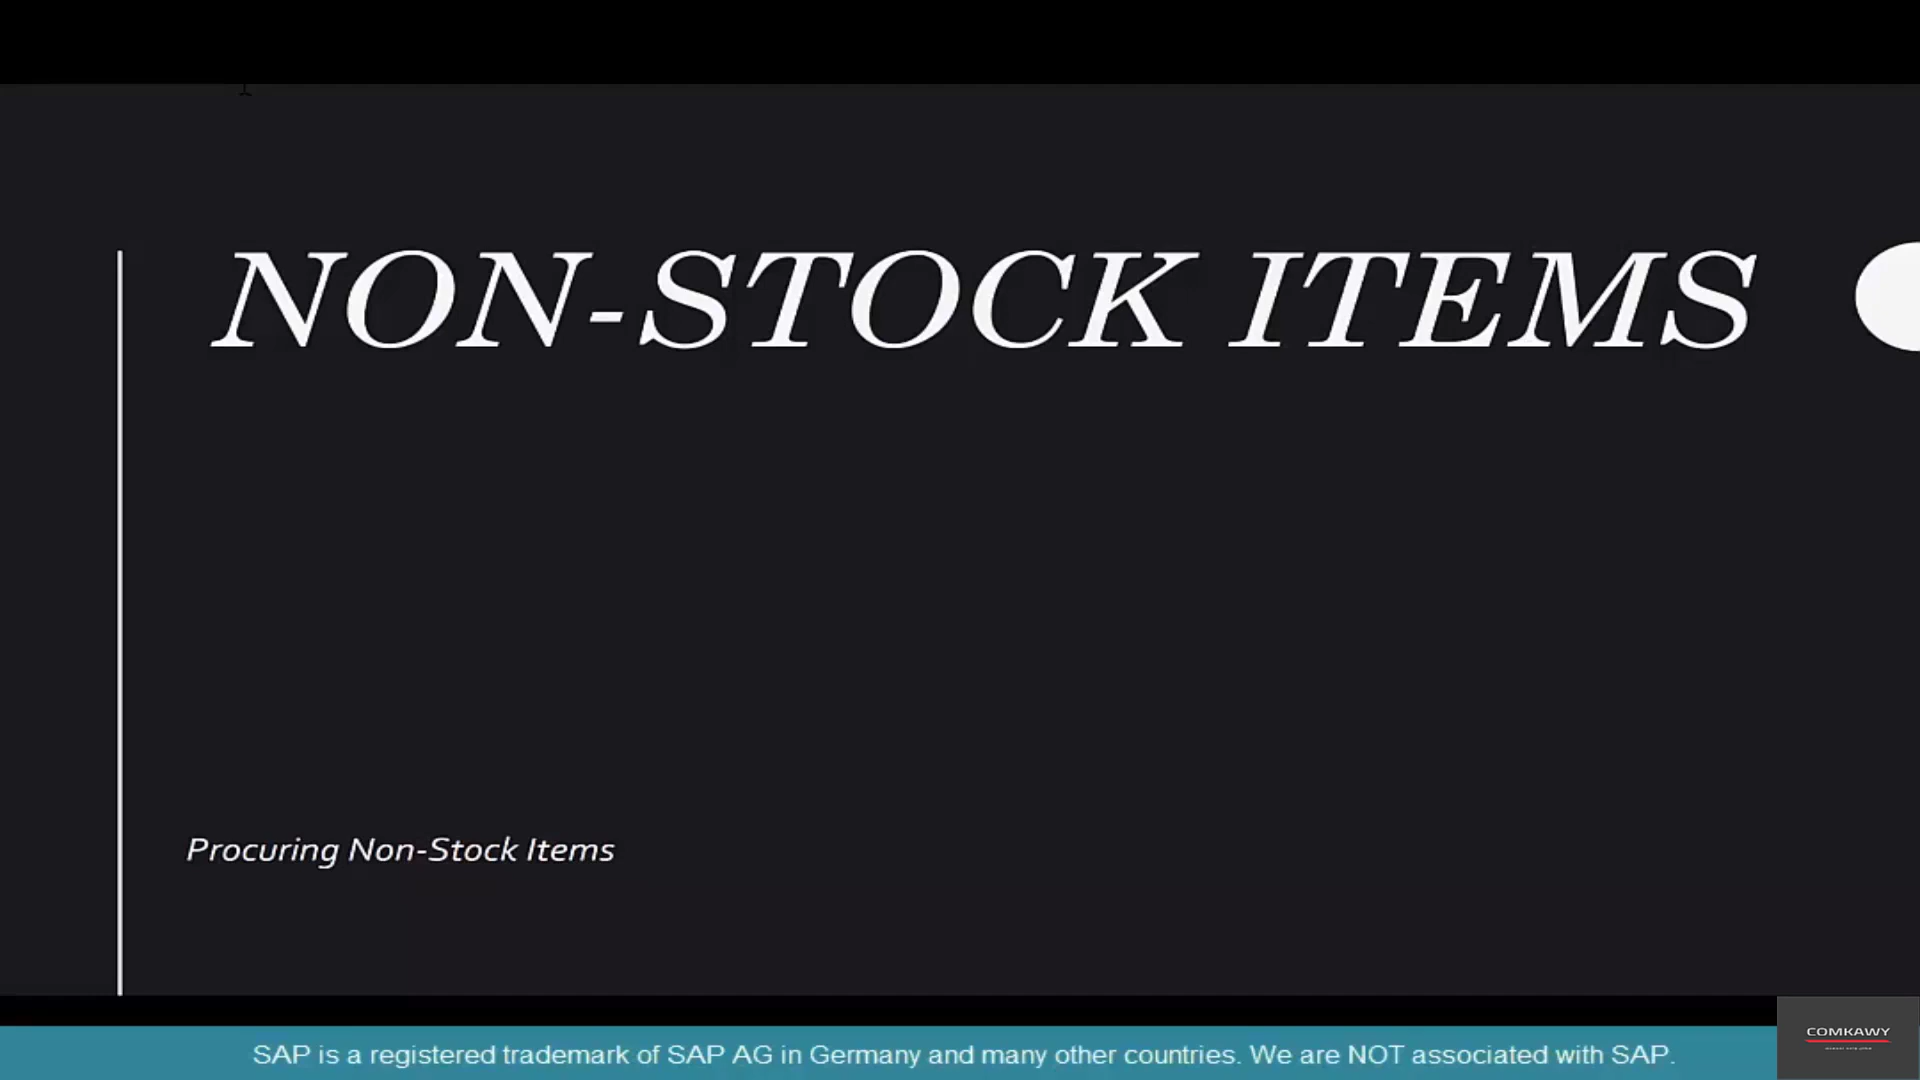 NON-STOCK ITEMS
Procuring Non-Stock Items
SAP is a registered trademark of SAP AG in Germany and many other countries. We are NOT associated with SAP.
COMKAWY